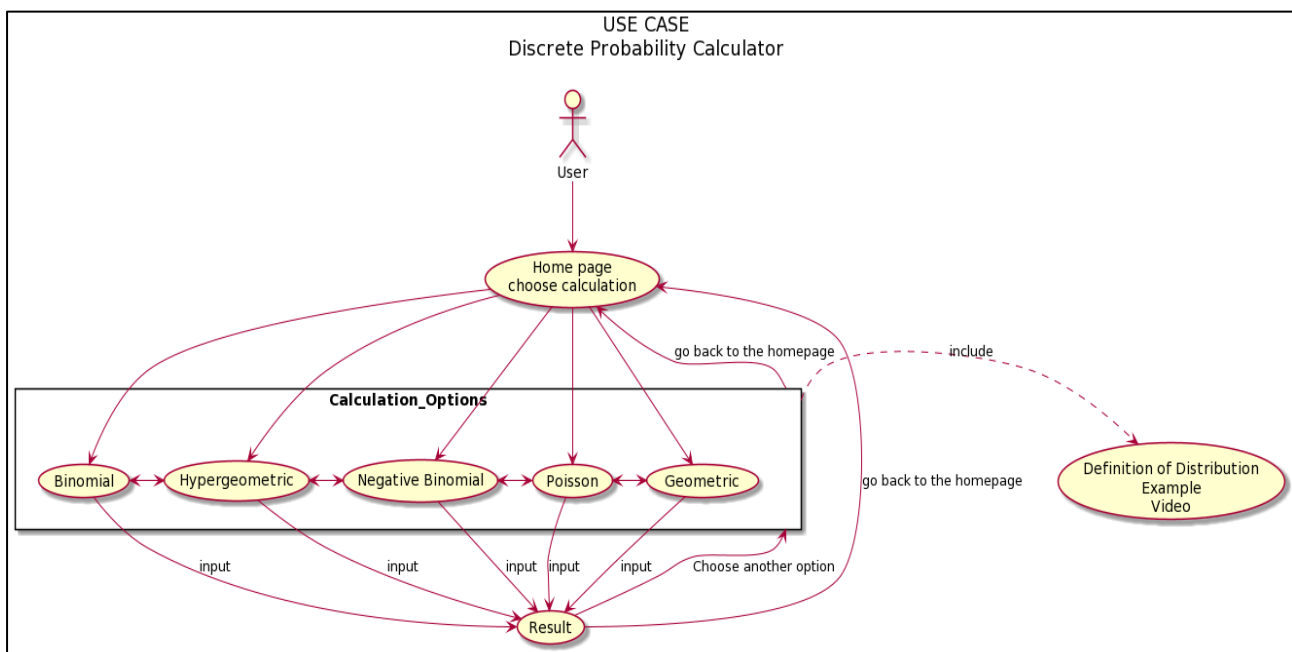 USE CASE
Discrete Probability Calculator
User
Home page
choose calculation
go back to the homepage
include
Calculation_Options
Binomial
Hypergeometric
Negative Binomial
Poisson
Geometric
go back to the homepage
Definition of Distribution
Example
Video
input
input
input
input
input
Choose another option
Result